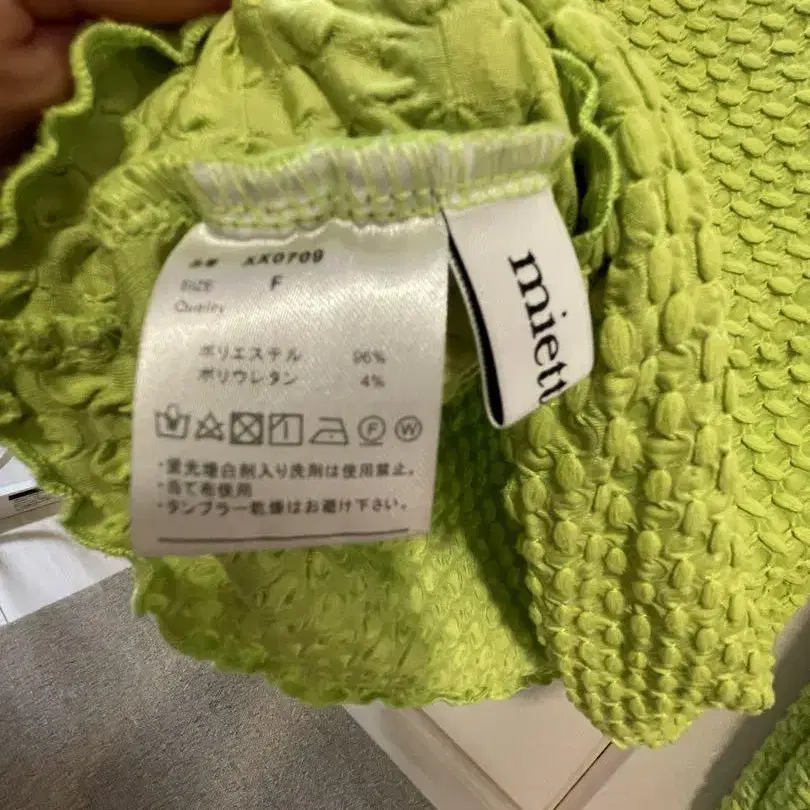 品番 XK0709
SIZE F
Quality
ポリエステル 96%
ポリウレタン 4%
F W
・蛍光増白剤入り洗剤は使用禁止。
・当て布使用
・タンブラー乾燥はお避け下さい。
miett